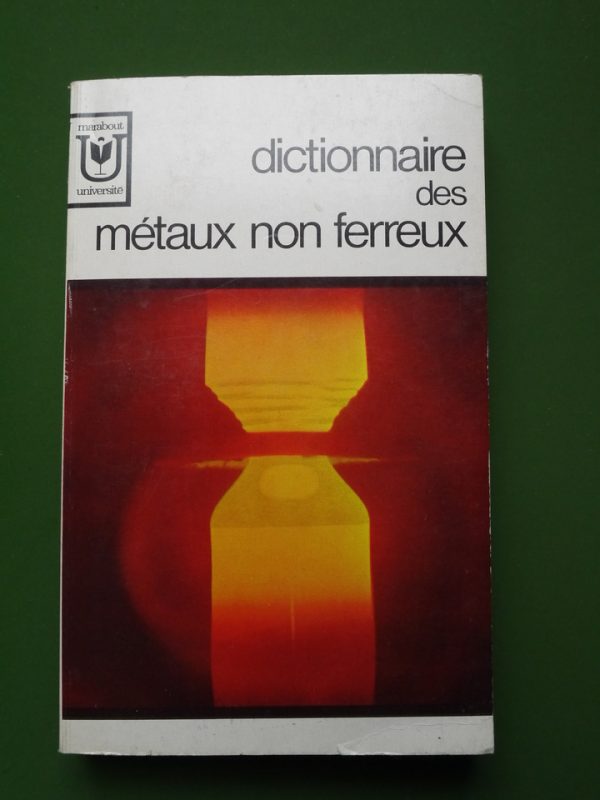 marabout
U
université
dictionnaire
des
métaux non ferreux